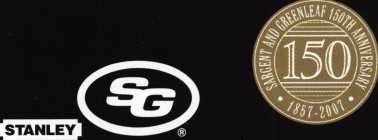 SARGENT AND GREENLEAF 150TH ANNIVERSARY
150
• 1857-2007 •
SG
®
STANLEY